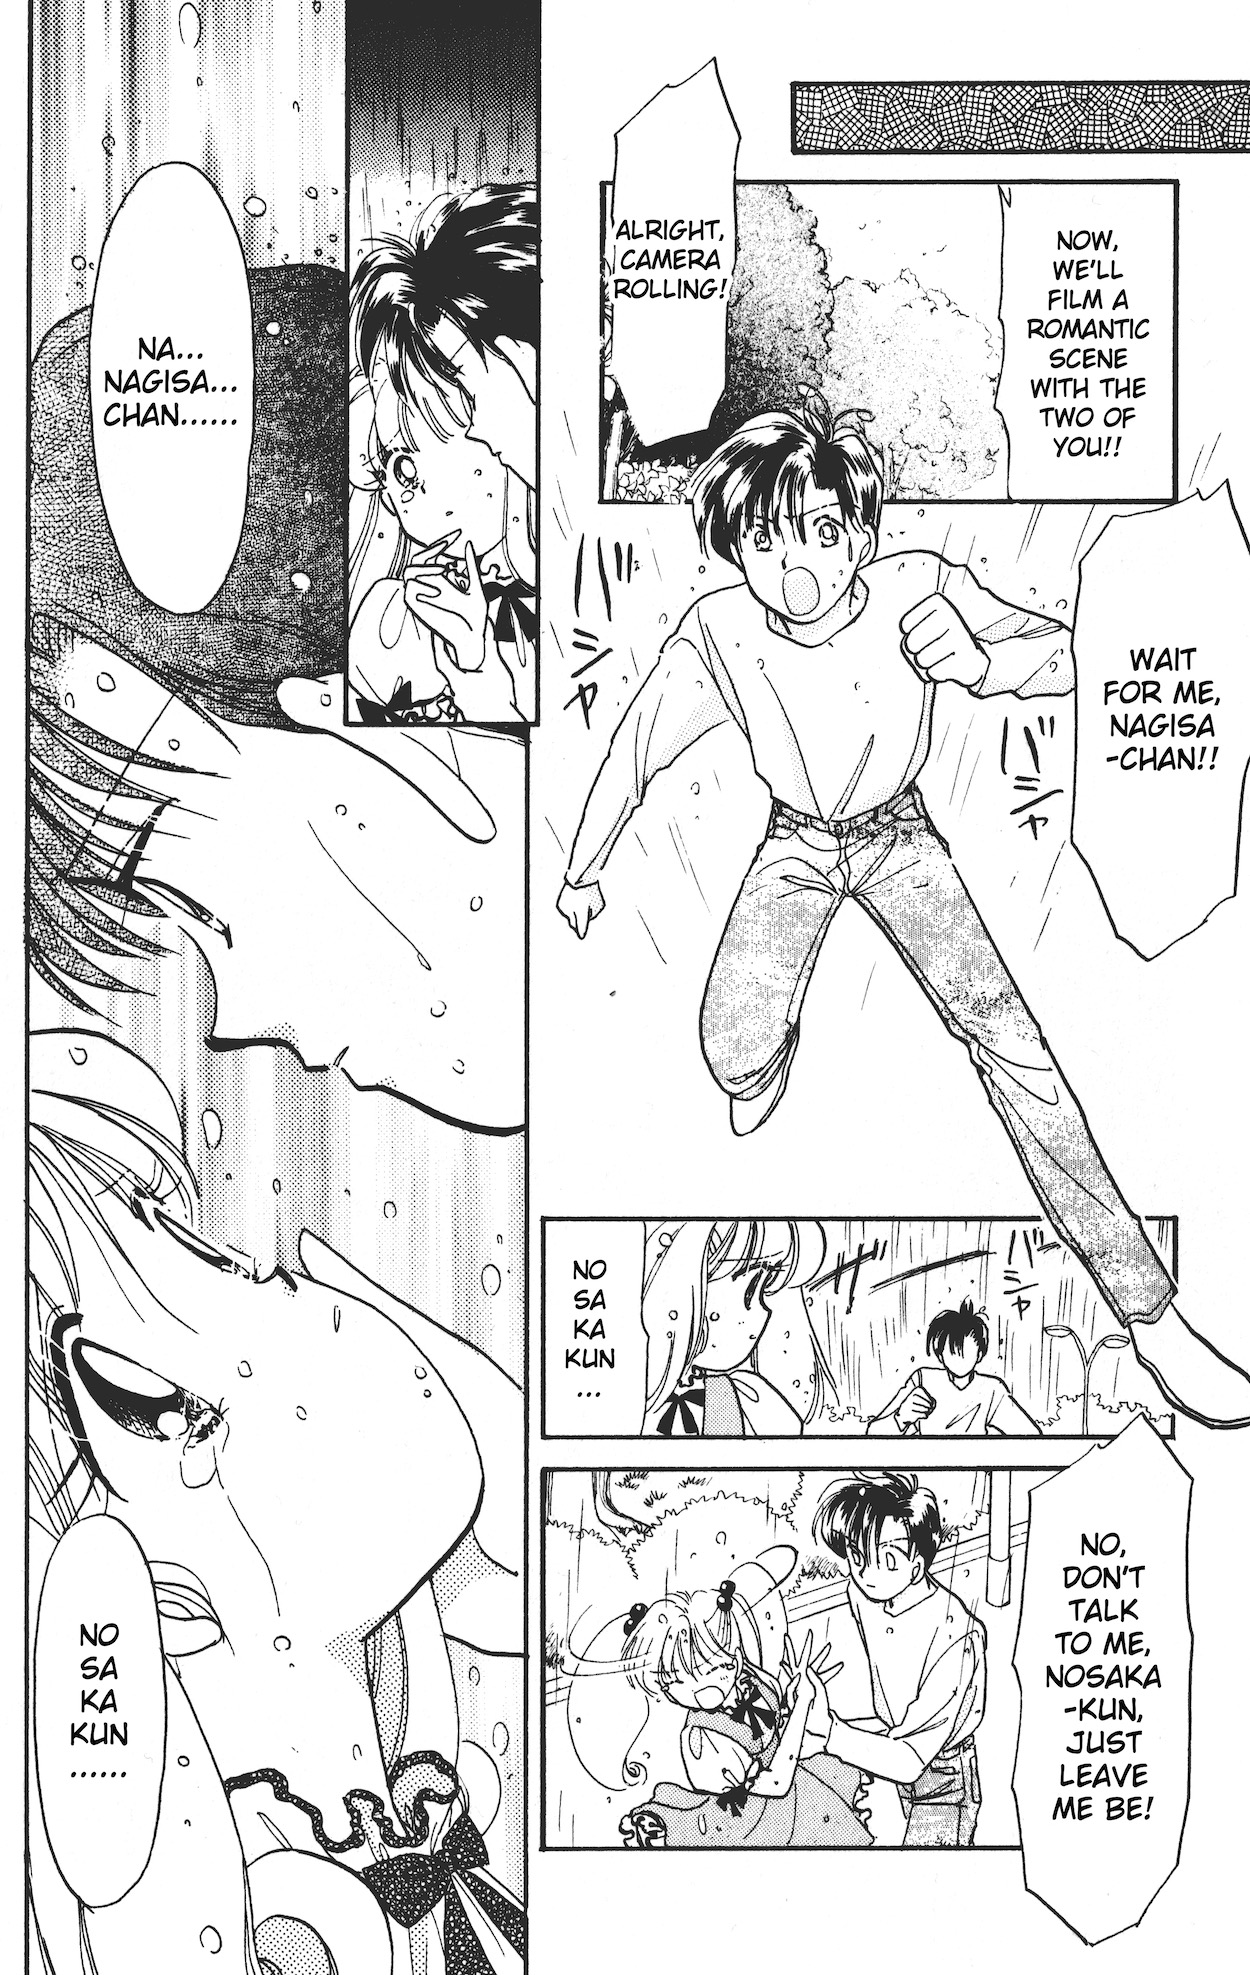 NOW,
WE'LL
FILM A
ROMANTIC
SCENE
WITH THE
TWO OF
YOU!!
ALRIGHT,
CAMERA
ROLLING!
WAIT
FOR ME,
NAGISA
-CHAN!!
バシャ
バシャ
バシャ
ザーー
NO
SA
KA
KUN
...
NO,
DON'T
TALK
TO ME,
NOSAKA
-KUN,
JUST
LEAVE
ME BE!
NA...
NAGISA...
CHAN......
NO
SA
KA
KUN
......